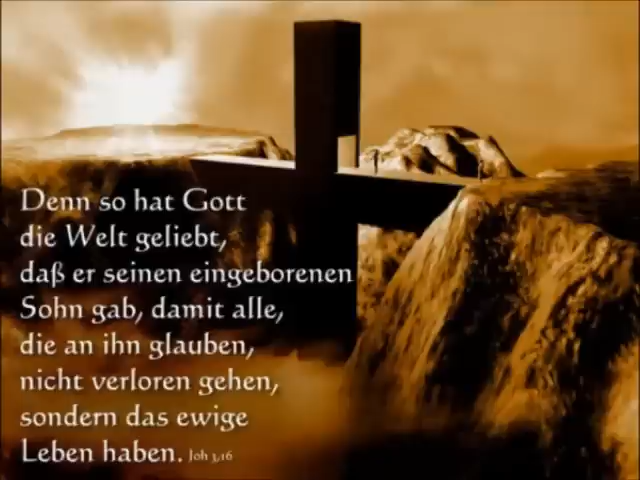 Denn so hat Gott
die Welt geliebt,
daß er seinen eingeborenen
Sohn gab, damit alle,
die an ihn glauben,
nicht verloren gehen,
sondern das ewige
Leben haben. Joh 3,16